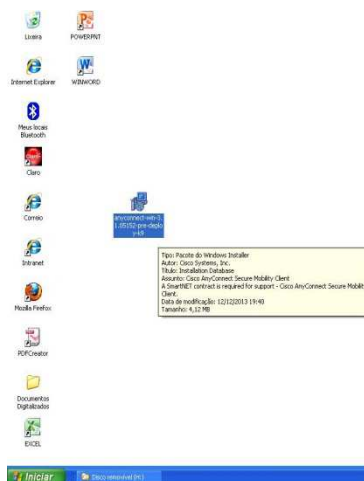 Lixeira
POWERPNT
Internet Explorer
WINWORD
Meus locais
Bluetooth
Claro
Correio
anyconnect-win-3.
1.05152-pre-deplo
y-k9
Intranet
Tipo: Pacote do Windows Installer
Autor: Cisco Systems, Inc.
Título: Installation Database
Assunto: Cisco AnyConnect Secure Mobility Client
A SmartNET contract is required for support - Cisco AnyConnect Secure Mobility
Client.
Data de modificação: 12/12/2013 19:40
Tamanho: 4,12 MB
Mozilla Firefox
PDFCreator
Documentos
Digitalizados
EXCEL
Iniciar
Disco removível (H:)